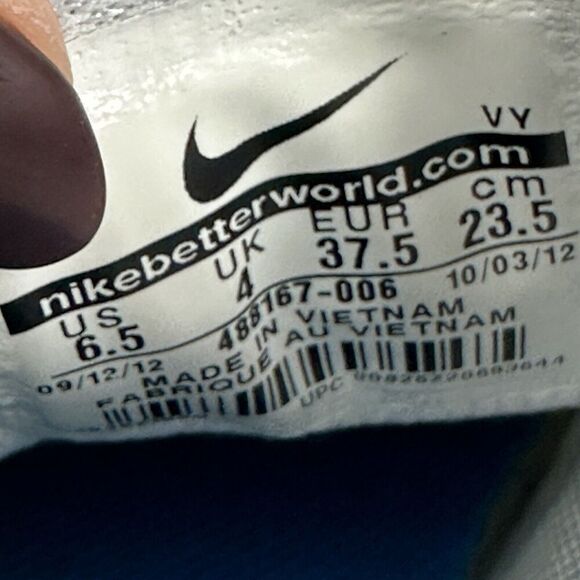 VY
nikebetterworld.com
US UK EUR cm
6.5 4 37.5 23.5
09/12/12 488167-006 10/03/12
MADE IN VIETNAM
FABRIQUE AU VIETNAM
UPC